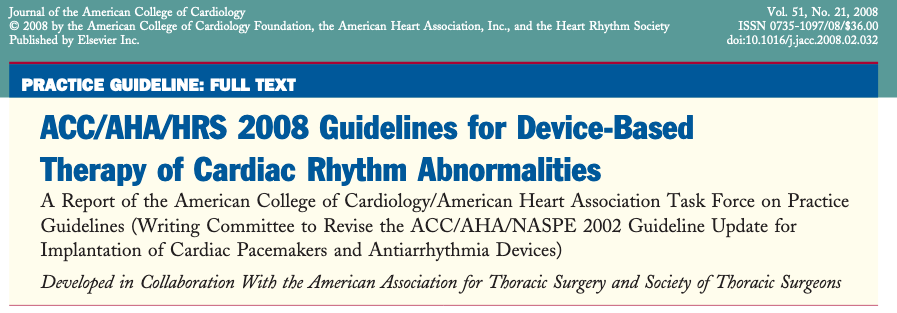 Journal of the American College of Cardiology
© 2008 by the American College of Cardiology Foundation, the American Heart Association, Inc., and the Heart Rhythm Society
Published by Elsevier Inc.
Vol. 51, No. 21, 2008
ISSN 0735-1097/08/$36.00
doi:10.1016/j.jacc.2008.02.032
PRACTICE GUIDELINE: FULL TEXT
ACC/AHA/HRS 2008 Guidelines for Device-Based
Therapy of Cardiac Rhythm Abnormalities
A Report of the American College of Cardiology/American Heart Association Task Force on Practice
Guidelines (Writing Committee to Revise the ACC/AHA/NASPE 2002 Guideline Update for
Implantation of Cardiac Pacemakers and Antiarrhythmia Devices)
Developed in Collaboration With the American Association for Thoracic Surgery and Society of Thoracic Surgeons